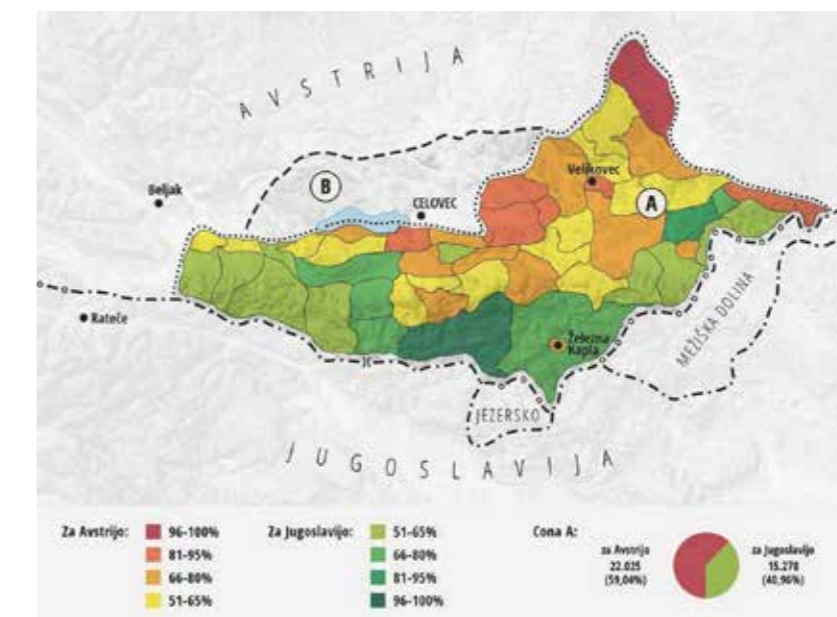 AVSTRIJA
B
Beljak
CELOVEC
Velikovec
A
Rateče
Železna
Kapla
MEŽIŠKA DOLINA
JEZERSKO
JUGOSLAVIJA
Za Avstrijo:
96-100%
81-95%
66-80%
51-65%
Za Jugoslavijo:
51-65%
66-80%
81-95%
96-100%
Cona A:
za Avstrijo
22.025
(59,04%)
za Jugoslavijo
15.278
(40,96%)